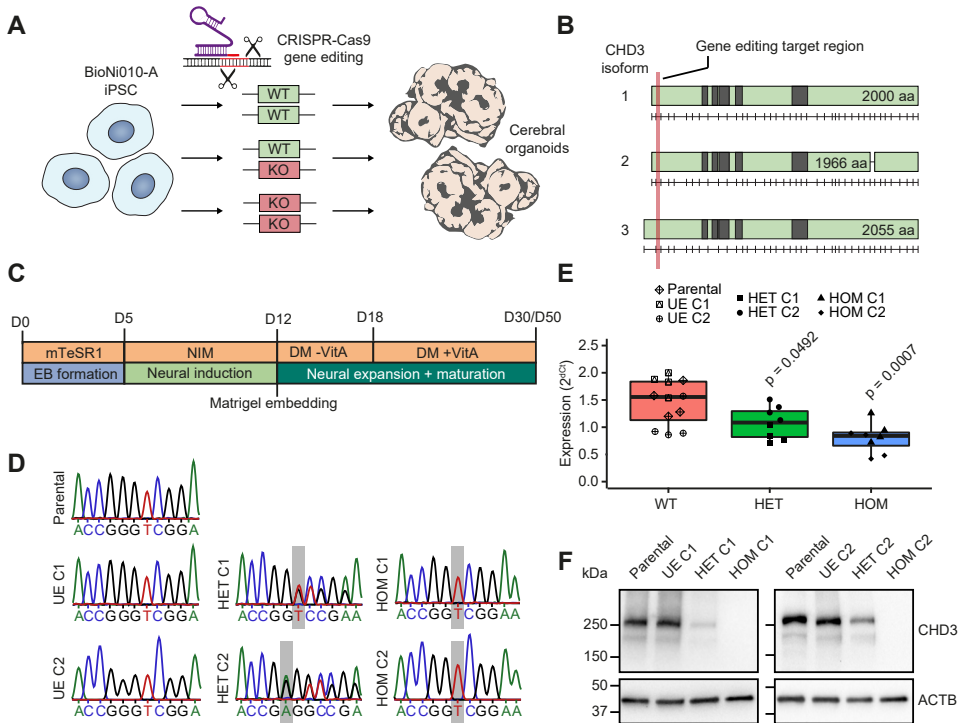 A
BioNi010-A
iPSC
CRISPR-Cas9
gene editing
WT
WT
WT
KO
KO
KO
Cerebral
organoids
B
CHD3
isoform
Gene editing target region
1
2000 aa
2
1966 aa
3
2055 aa
C
D0
D5
D12
D18
D30/D50
mTeSR1
NIM
DM -VitA
DM +VitA
EB formation
Neural induction
Neural expansion + maturation
Matrigel embedding
D
Parental
ACCGGGTCGGA
UE C1
ACCGGGTCGGA
HET C1
ACCGGTCCGAA
HOM C1
ACCGGTCGGAA
UE C2
ACCGGGTCGGA
HET C2
ACCGAGGCCGA
HOM C2
ACCGGTCGGAA
E
Parental
UE C1
UE C2
HET C1
HET C2
HOM C1
HOM C2
Expression (2^dCt)
2.5
2.0
1.5
1.0
0.5
0.0
p = 0.0492
p = 0.0007
WT
HET
HOM
F
kDa
Parental
UE C1
HET C1
HOM C1
Parental
UE C2
HET C2
HOM C2
250
150
CHD3
50
37
ACTB